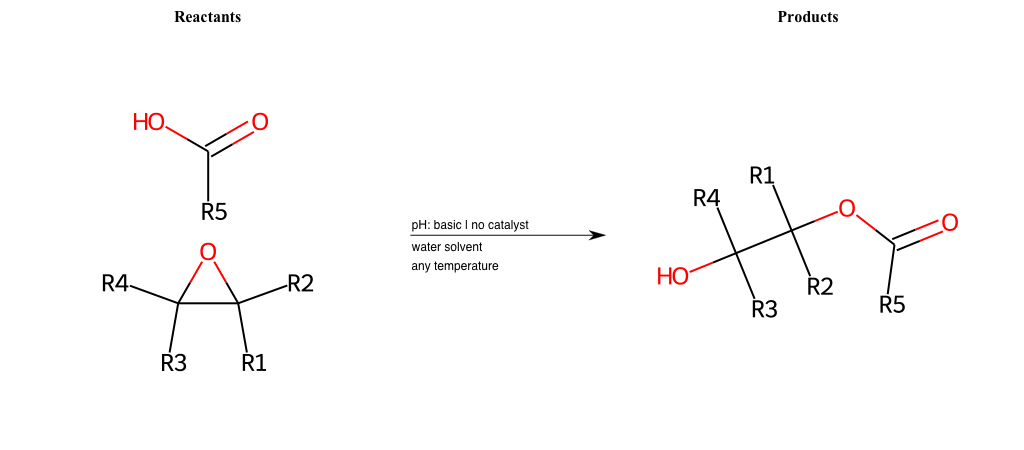 Reactants
Products
HO
O
R5
O
R4
R2
R3
R1
pH: basic | no catalyst
water solvent
any temperature
R1
R4
O
O
HO
R2
R3
R5